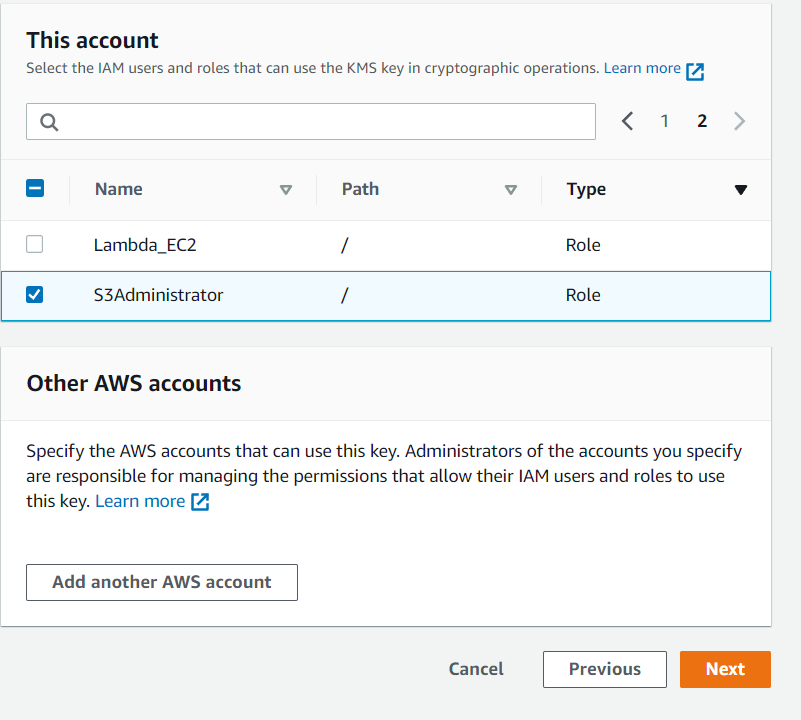 This account
Select the IAM users and roles that can use the KMS key in cryptographic operations. Learn more
1 2
Name Path Type
Lambda_EC2 / Role
S3Administrator / Role
Other AWS accounts
Specify the AWS accounts that can use this key. Administrators of the accounts you specify
are responsible for managing the permissions that allow their IAM users and roles to use
this key. Learn more
Add another AWS account
Cancel Previous Next